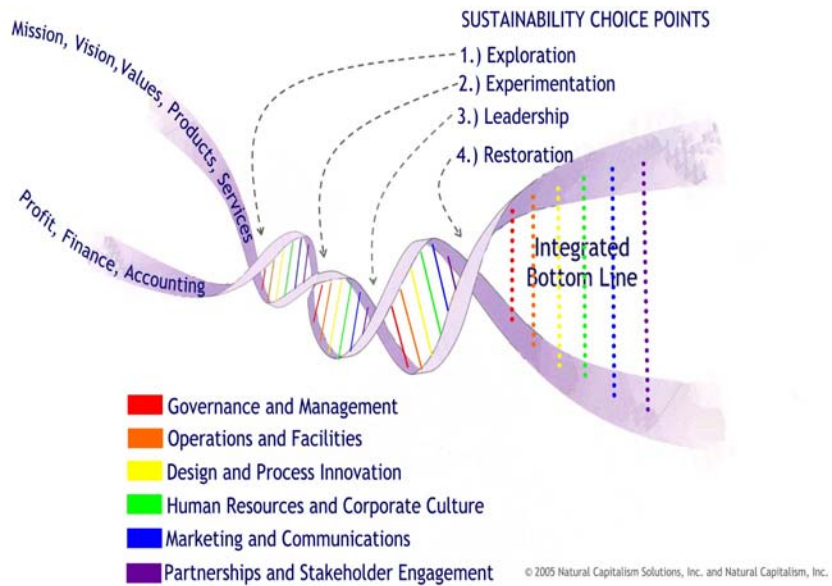 SUSTAINABILITY CHOICE POINTS
1.) Exploration
2.) Experimentation
3.) Leadership
4.) Restoration
Mission, Vision, Values, Products, Services
Profit, Finance, Accounting
Integrated
Bottom Line
Governance and Management
Operations and Facilities
Design and Process Innovation
Human Resources and Corporate Culture
Marketing and Communications
Partnerships and Stakeholder Engagement
© 2005 Natural Capitalism Solutions, Inc. and Natural Capitalism, Inc.